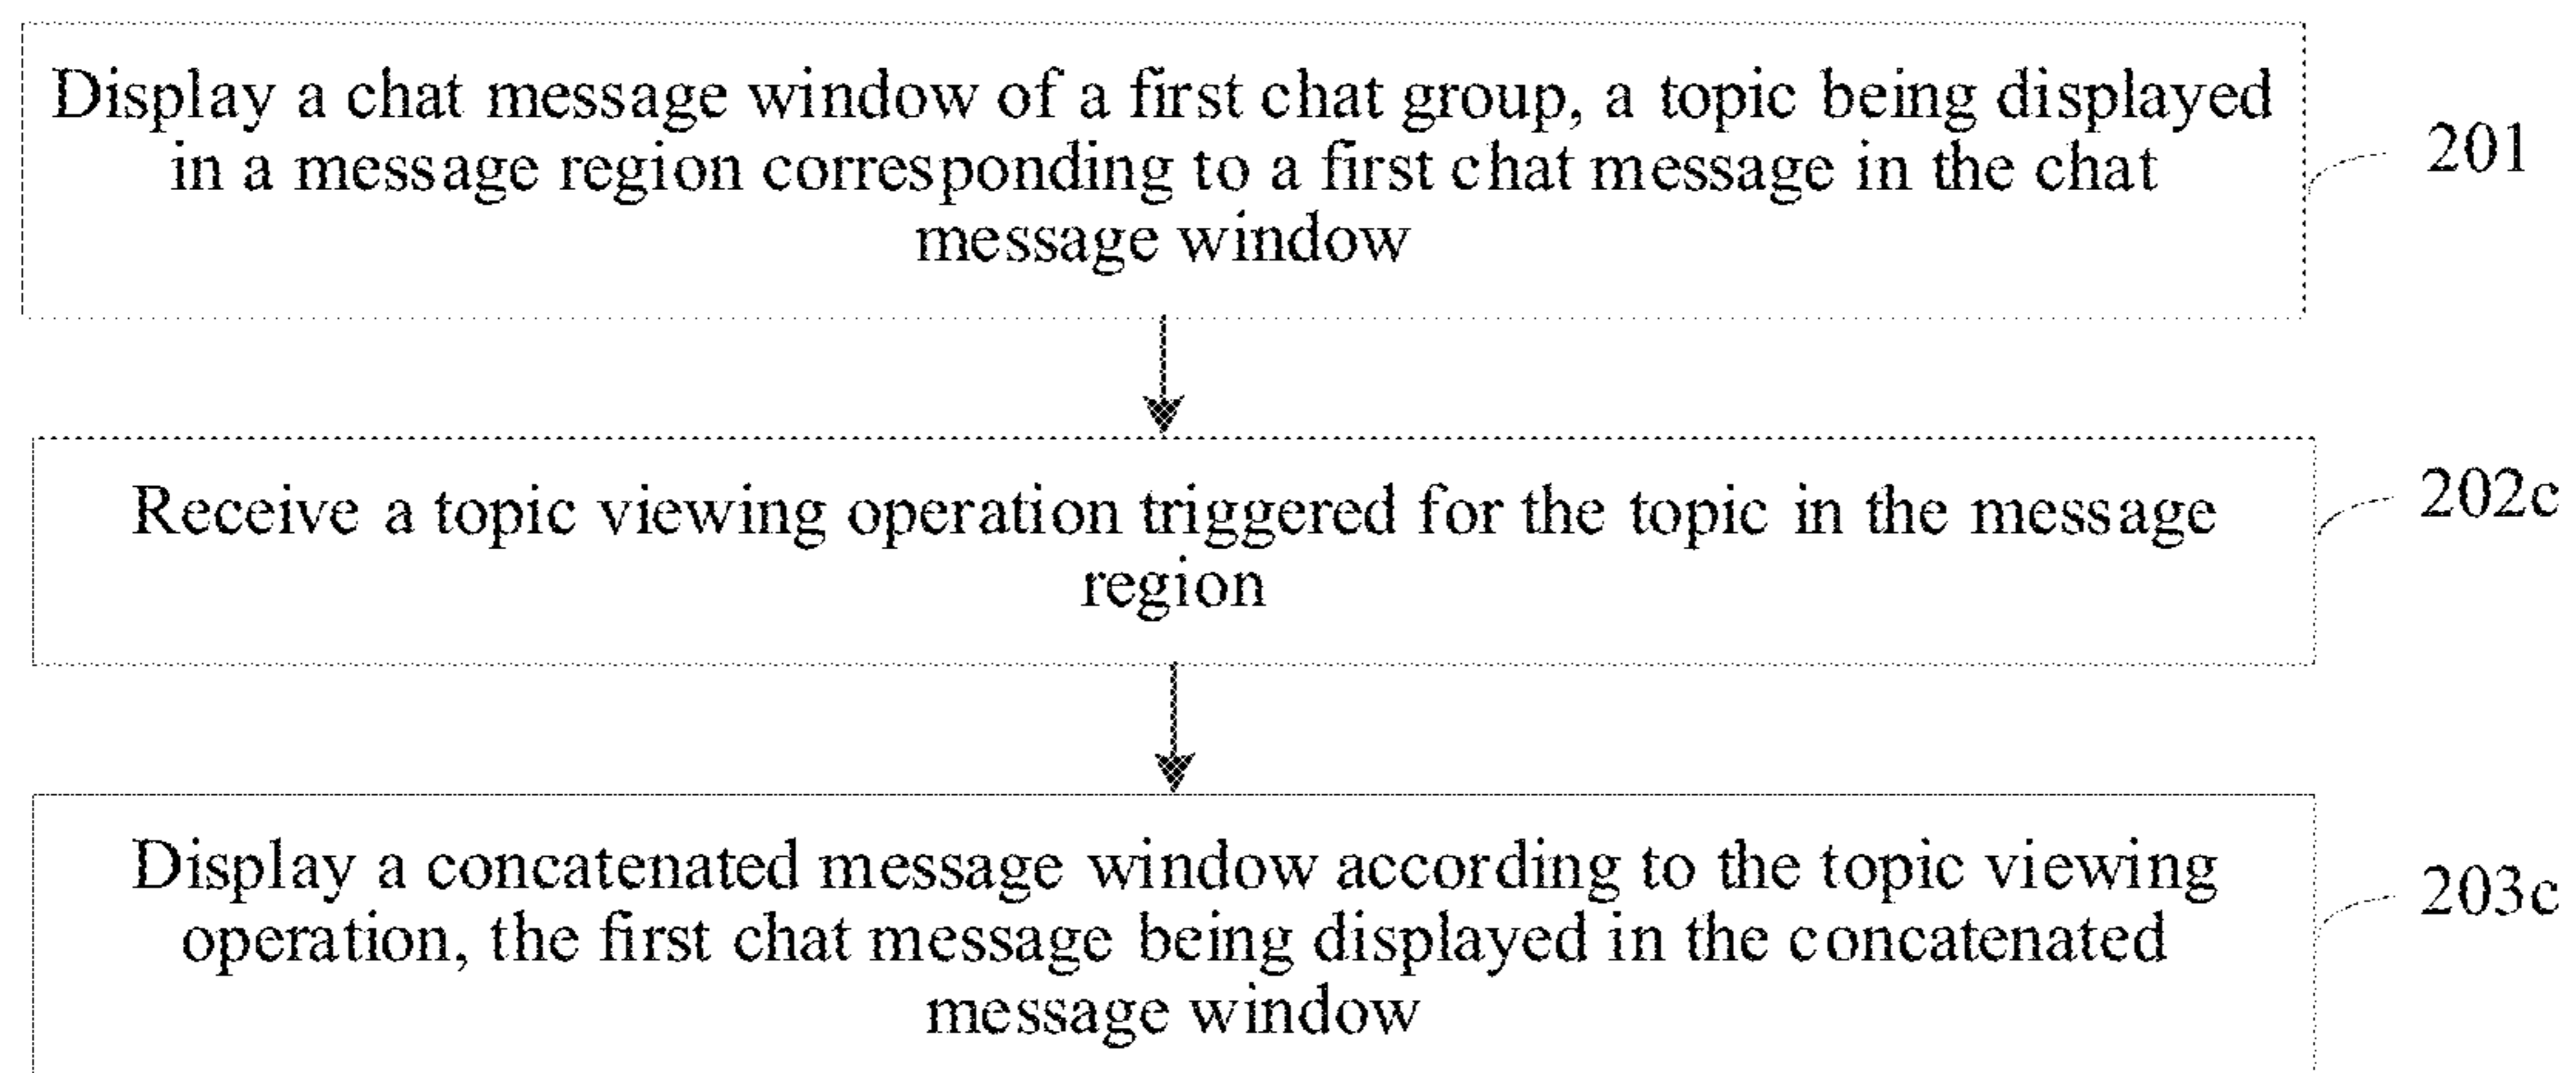 Display a chat message window of a first chat group, a topic being displayed
in a message region corresponding to a first chat message in the chat
message window
201
Receive a topic viewing operation triggered for the topic in the message
region
202c
Display a concatenated message window according to the topic viewing
operation, the first chat message being displayed in the concatenated
message window
203c